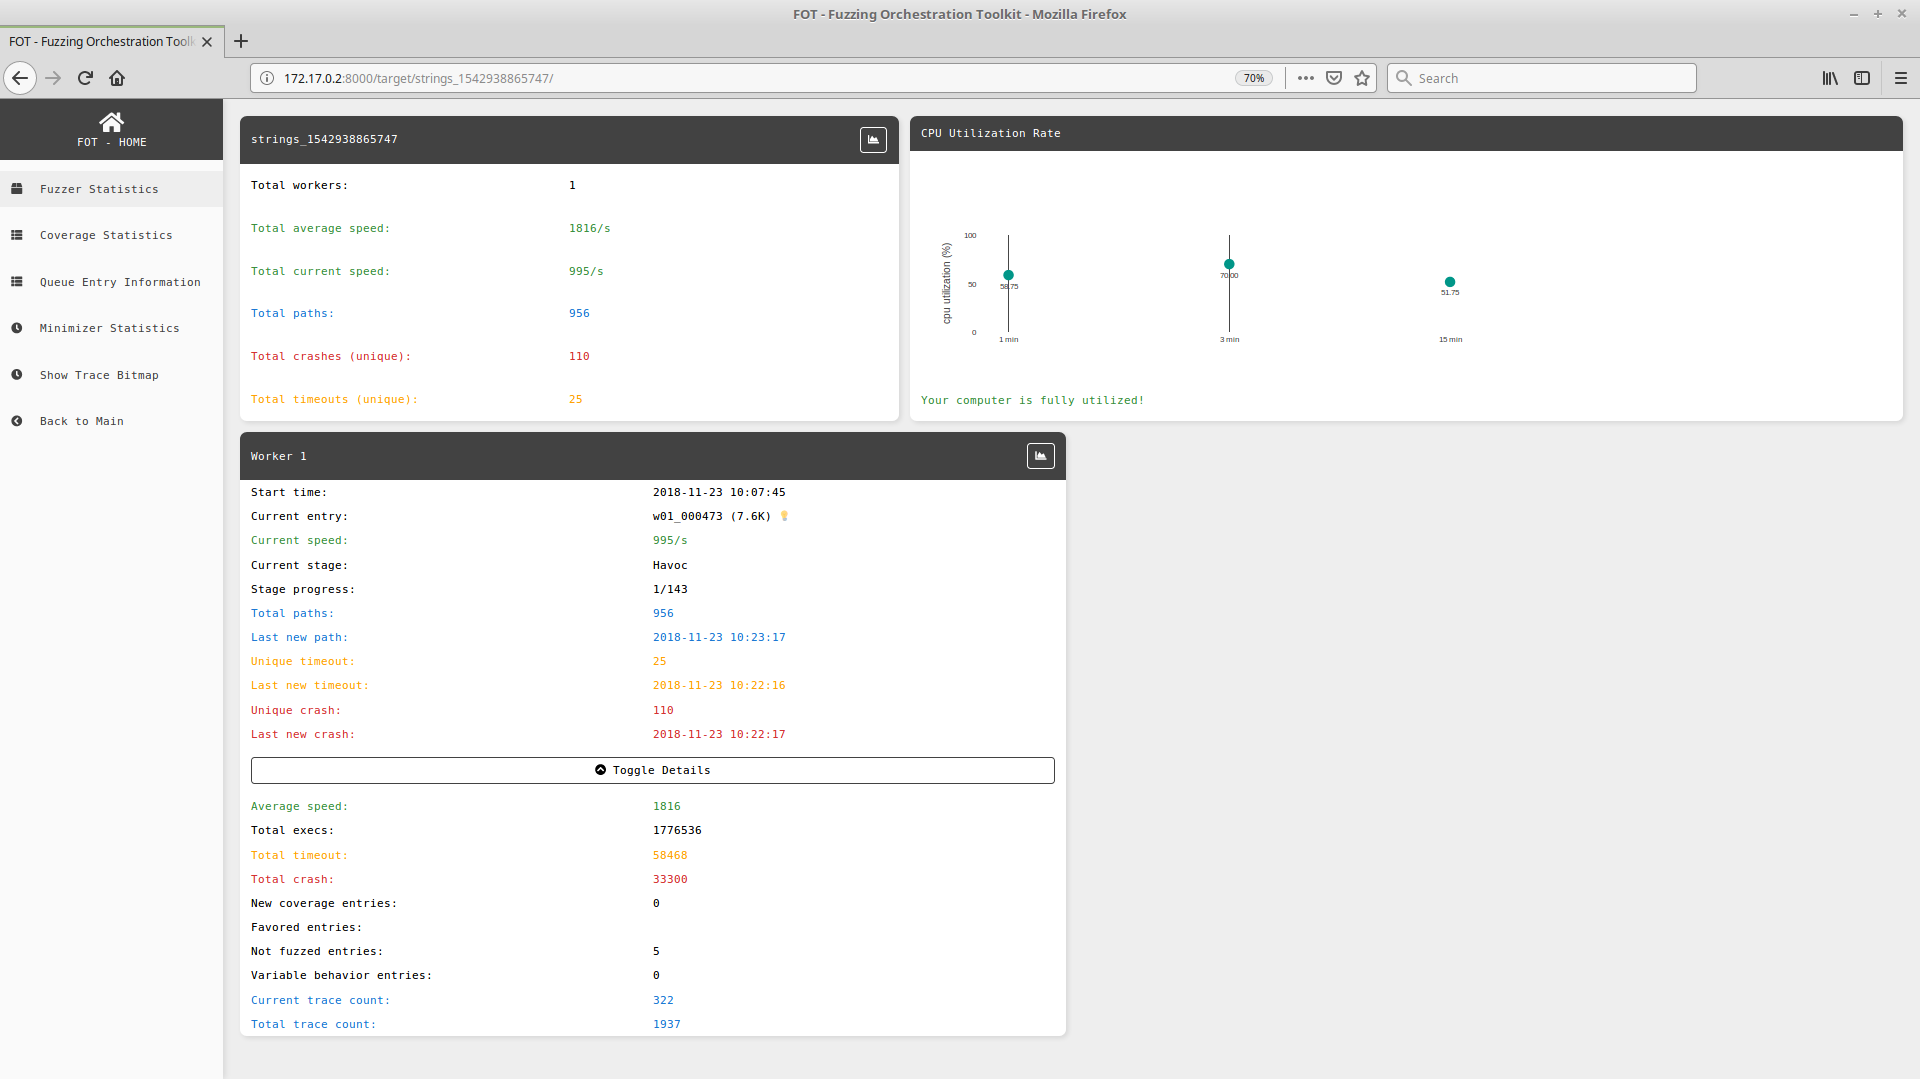 FOT - Fuzzing Orchestration Toolkit - Mozilla Firefox
FOT - Fuzzing Orchestration Toolk
172.17.0.2:8000/target/strings_1542938865747/
70%
Search
FOT - HOME
Fuzzer Statistics
Coverage Statistics
Queue Entry Information
Minimizer Statistics
Show Trace Bitmap
Back to Main
strings_1542938865747
Total workers: 1
Total average speed: 1816/s
Total current speed: 995/s
Total paths: 956
Total crashes (unique): 110
Total timeouts (unique): 25
CPU Utilization Rate
cpu utilization (%)
100
50
0
58.75
70.00
51.75
1 min
3 min
15 min
Your computer is fully utilized!
Worker 1
Start time: 2018-11-23 10:07:45
Current entry: w01_000473 (7.6K)
Current speed: 995/s
Current stage: Havoc
Stage progress: 1/143
Total paths: 956
Last new path: 2018-11-23 10:23:17
Unique timeout: 25
Last new timeout: 2018-11-23 10:22:16
Unique crash: 110
Last new crash: 2018-11-23 10:22:17
Toggle Details
Average speed: 1816
Total execs: 1776536
Total timeout: 58468
Total crash: 33300
New coverage entries: 0
Favored entries:
Not fuzzed entries: 5
Variable behavior entries: 0
Current trace count: 322
Total trace count: 1937